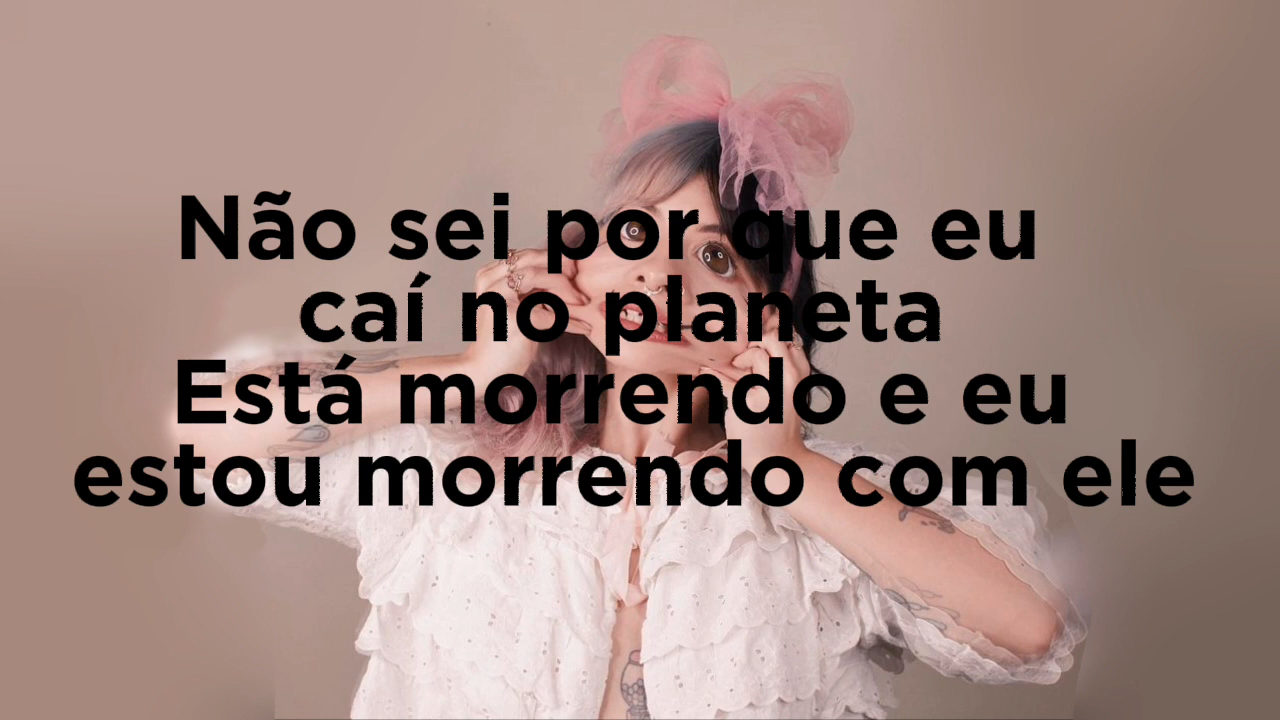 Não sei por que eu
caí no planeta
Está morrendo e eu
estou morrendo com ele